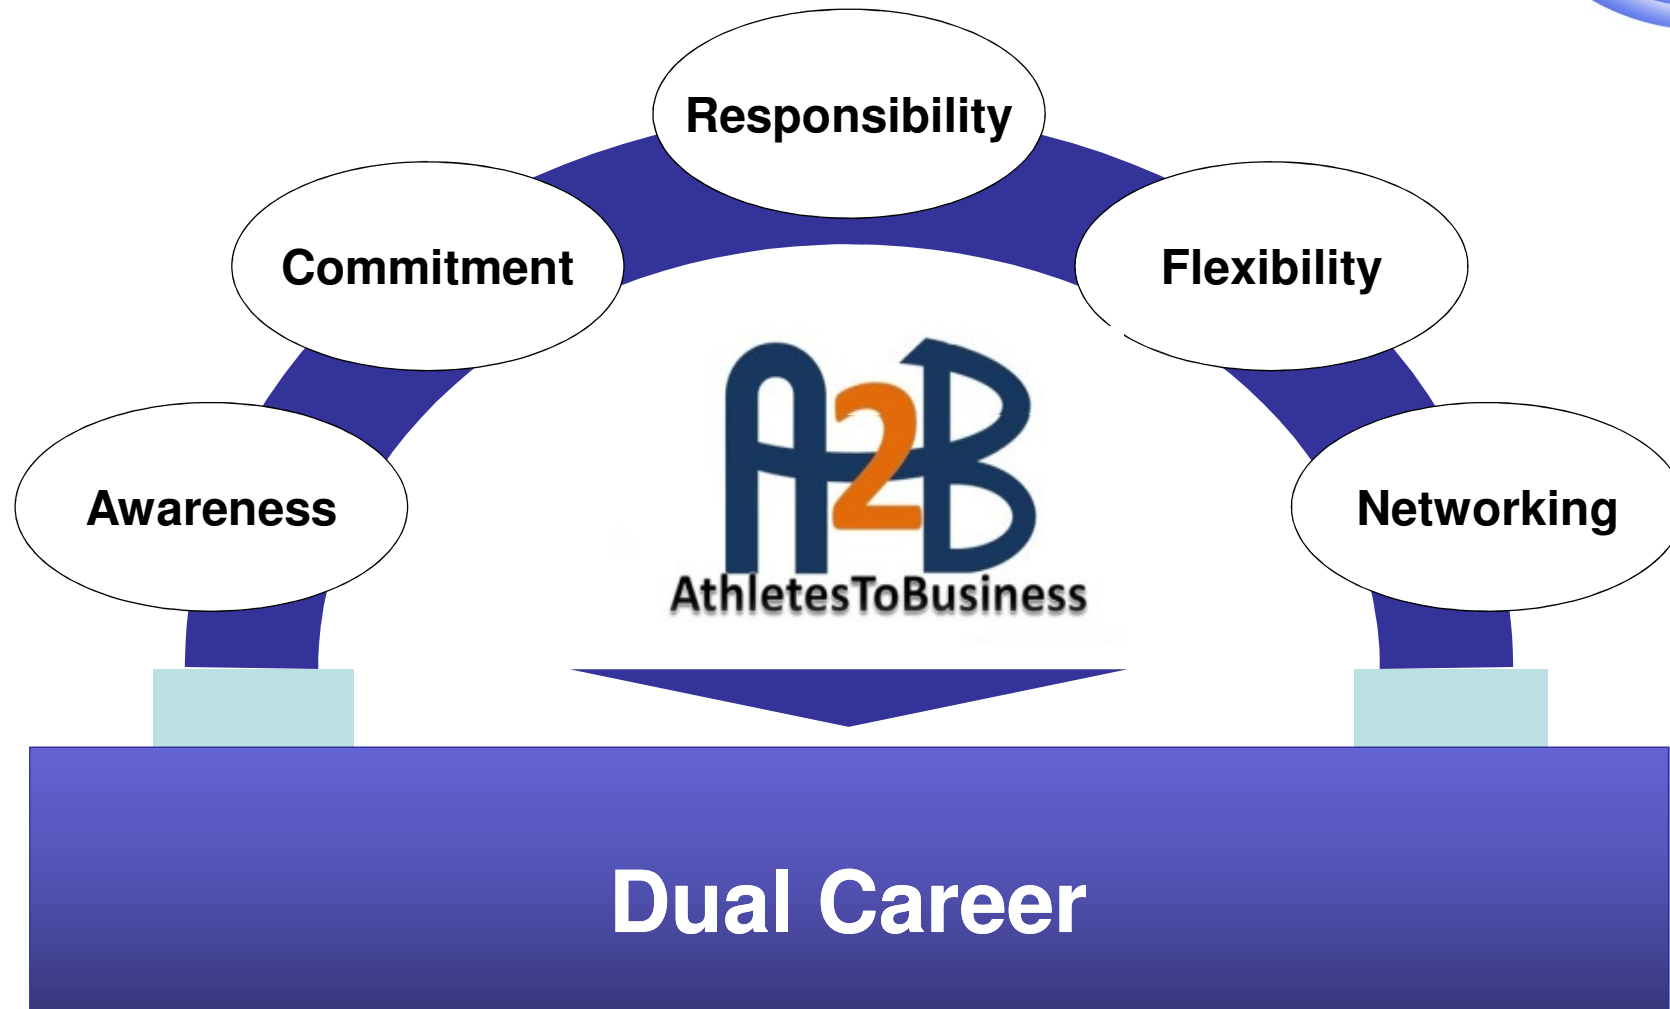 Responsibility
Commitment
Flexibility
Awareness
Networking
A2B
AthletesToBusiness
Dual Career